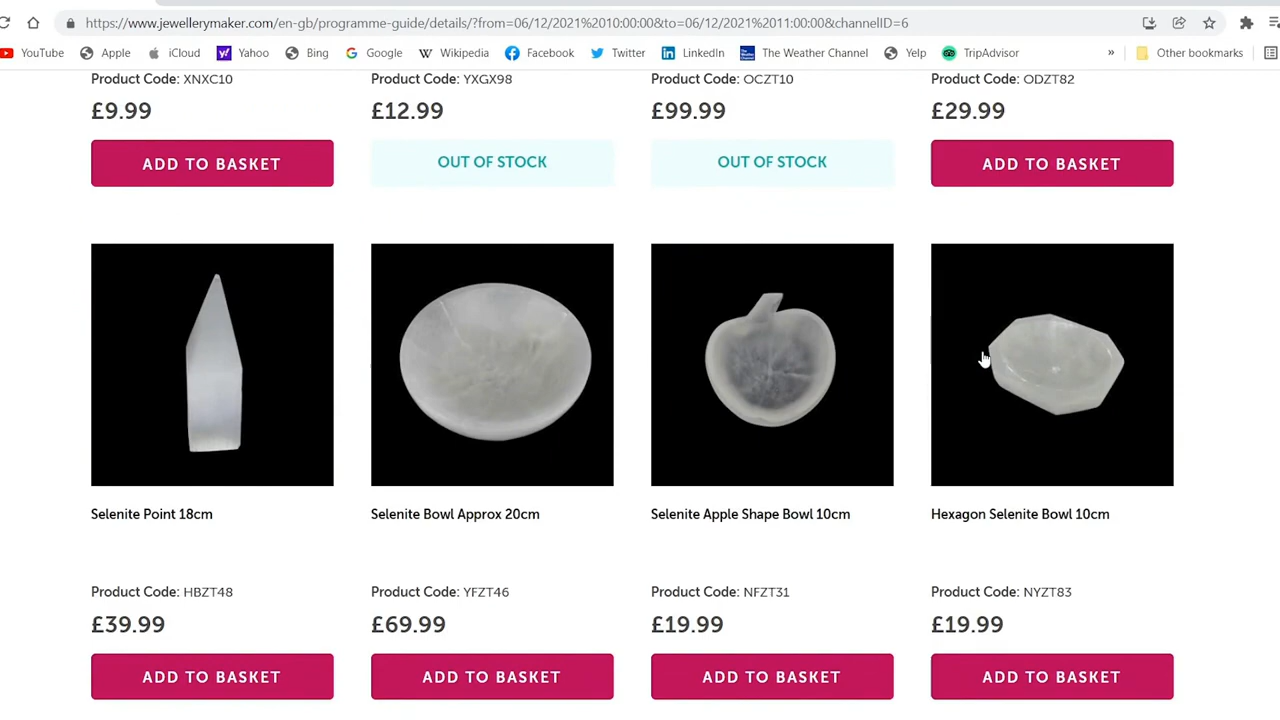 https://www.jewellerymaker.com/en-gb/programme-guide/details/?from=06/12/2021%2010:00:00&to=06/12/2021%2011:00:00&channelID=6
YouTube Apple iCloud Yahoo Bing Google Wikipedia Facebook Twitter LinkedIn The Weather Channel Yelp TripAdvisor » Other bookmarks
Product Code: XNXC10 Product Code: YXGX98 Product Code: OCZT10 Product Code: ODZT82
£9.99 £12.99 £99.99 £29.99
ADD TO BASKET OUT OF STOCK OUT OF STOCK ADD TO BASKET
Selenite Point 18cm Selenite Bowl Approx 20cm Selenite Apple Shape Bowl 10cm Hexagon Selenite Bowl 10cm
Product Code: HBZT48 Product Code: YFZT46 Product Code: NFZT31 Product Code: NYZT83
£39.99 £69.99 £19.99 £19.99
ADD TO BASKET ADD TO BASKET ADD TO BASKET ADD TO BASKET